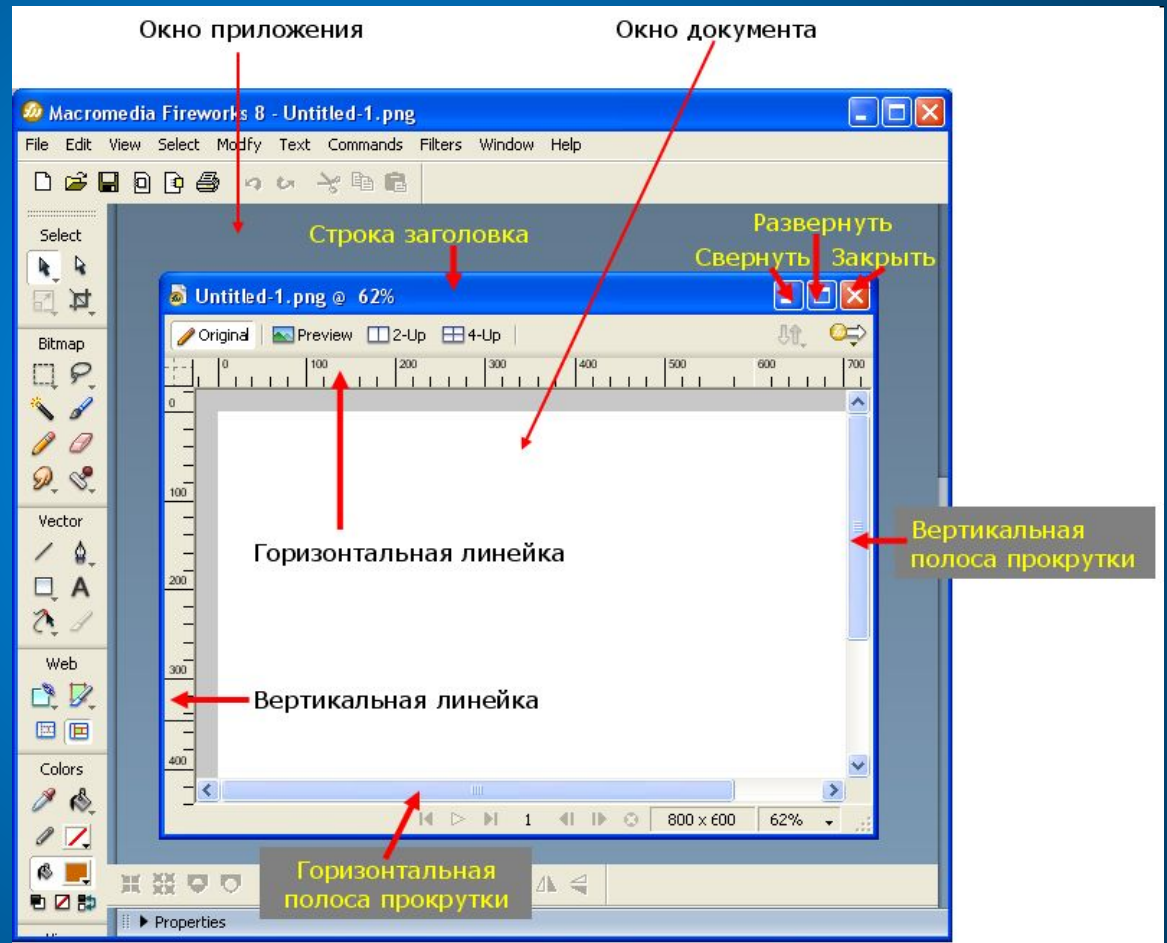 Окно приложения
Окно документа
Macromedia Fireworks 8 - Untitled-1.png
File Edit View Select Modify Text Commands Filters Window Help
Select
Строка заголовка
Развернуть
Свернуть
Закрыть
Untitled-1.png @ 62%
Original Preview 2-Up 4-Up
Bitmap
0 100 200 300 400 500 600 700
0
100
Vector
Горизонтальная линейка
Вертикальная
полоса прокрутки
200
Web
300
Вертикальная линейка
400
Colors
1 800 x 600 62%
Горизонтальная
полоса прокрутки
Properties